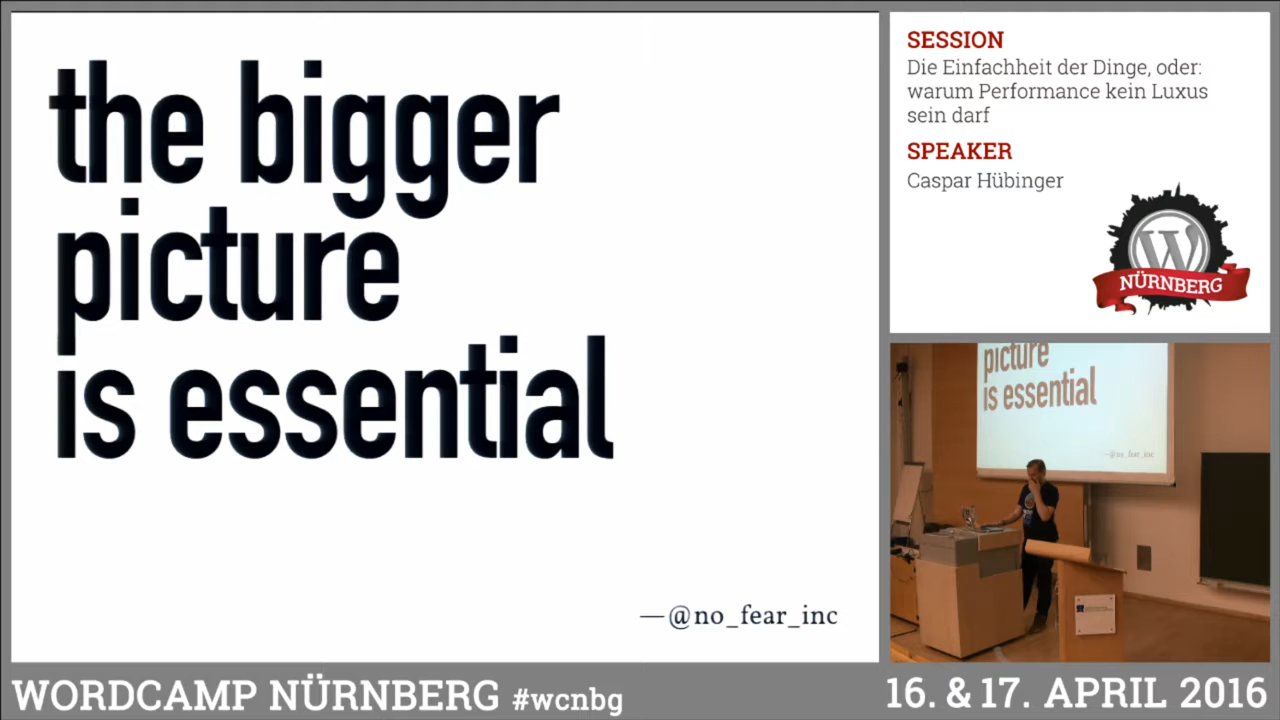 the bigger
picture
is essential
—@no_fear_inc
SESSION
Die Einfachheit der Dinge, oder:
warum Performance kein Luxus
sein darf
SPEAKER
Caspar Hübinger
W
NÜRNBERG
picture
is essential
—@no_fear_inc
WORDCAMP NÜRNBERG #wcnbg
16. & 17. APRIL 2016